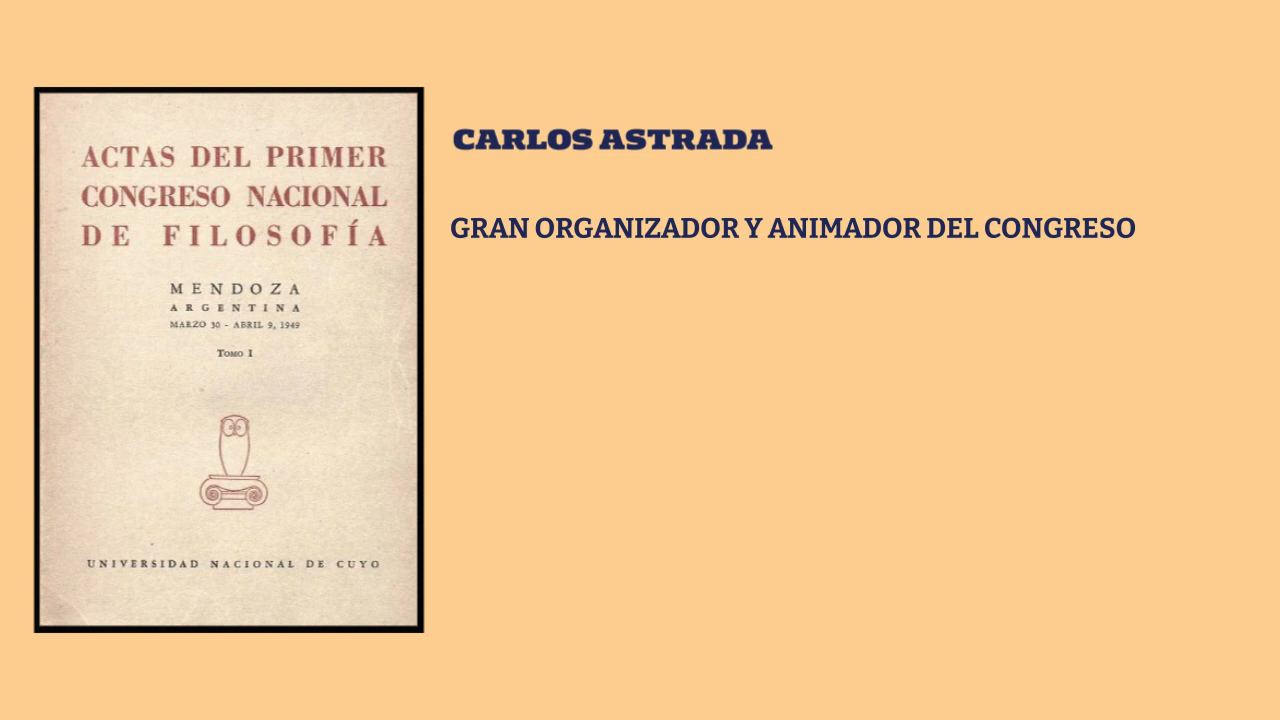 ACTAS DEL PRIMER
CONGRESO NACIONAL
DE FILOSOFÍA
MENDOZA
ARGENTINA
MARZO 30 - ABRIL 9, 1949
TOMO I
UNIVERSIDAD NACIONAL DE CUYO
CARLOS ASTRADA
GRAN ORGANIZADOR Y ANIMADOR DEL CONGRESO